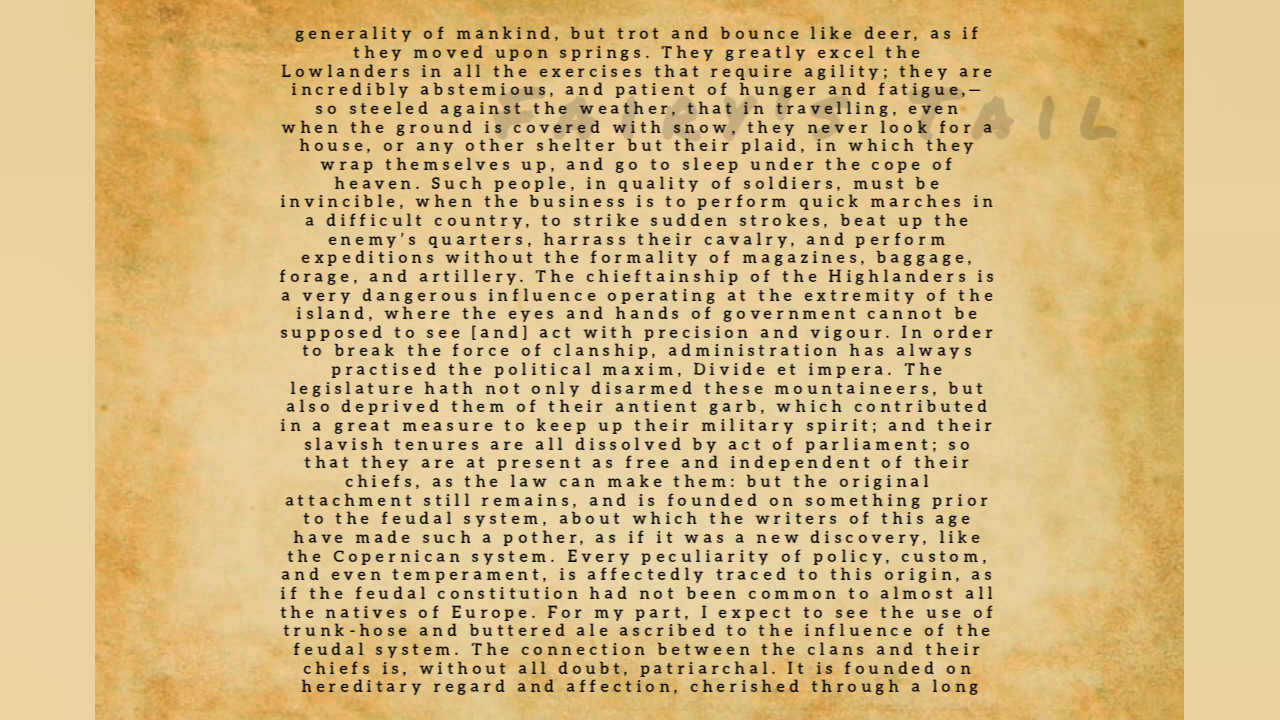 generality of mankind, but trot and bounce like deer, as if
they moved upon springs. They greatly excel the
Lowlanders in all the exercises that require agility; they are
incredibly abstemious, and patient of hunger and fatigue,—
so steeled against the weather, that in travelling, even
when the ground is covered with snow, they never look for a
house, or any other shelter but their plaid, in which they
wrap themselves up, and go to sleep under the cope of
heaven. Such people, in quality of soldiers, must be
invincible, when the business is to perform quick marches in
a difficult country, to strike sudden strokes, beat up the
enemy's quarters, harrass their cavalry, and perform
expeditions without the formality of magazines, baggage,
forage, and artillery. The chieftainship of the Highlanders is
a very dangerous influence operating at the extremity of the
island, where the eyes and hands of government cannot be
supposed to see [and] act with precision and vigour. In order
to break the force of clanship, administration has always
practised the political maxim, Divide et impera. The
legislature hath not only disarmed these mountaineers, but
also deprived them of their antient garb, which contributed
in a great measure to keep up their military spirit; and their
slavish tenures are all dissolved by act of parliament; so
that they are at present as free and independent of their
chiefs, as the law can make them: but the original
attachment still remains, and is founded on something prior
to the feudal system, about which the writers of this age
have made such a pother, as if it was a new discovery, like
the Copernican system. Every peculiarity of policy, custom,
and even temperament, is affectedly traced to this origin, as
if the feudal constitution had not been common to almost all
the natives of Europe. For my part, I expect to see the use of
trunk-hose and buttered ale ascribed to the influence of the
feudal system. The connection between the clans and their
chiefs is, without all doubt, patriarchal. It is founded on
hereditary regard and affection, cherished through a long
FAIRY'S TAIL